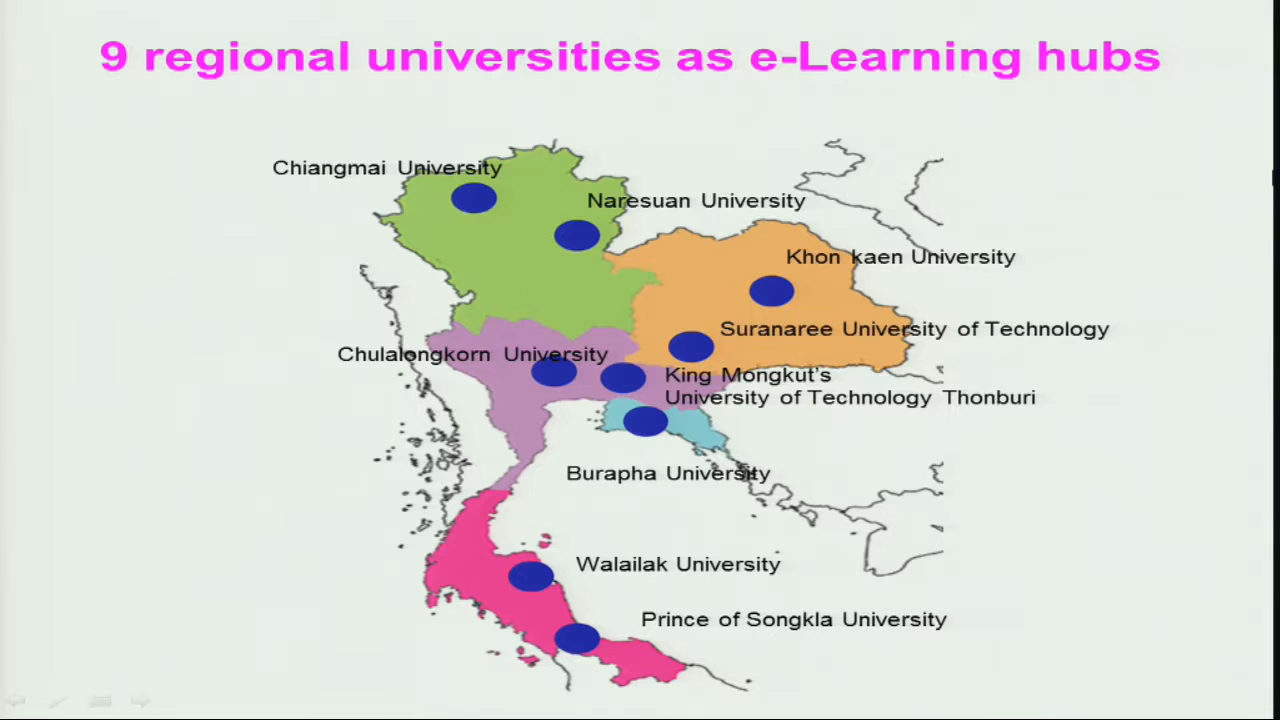 9 regional universities as e-Learning hubs
Chiangmai University
Naresuan University
Khon kaen University
Suranaree University of Technology
Chulalongkorn University
King Mongkut's
University of Technology Thonburi
Burapha University
Walailak University
Prince of Songkla University